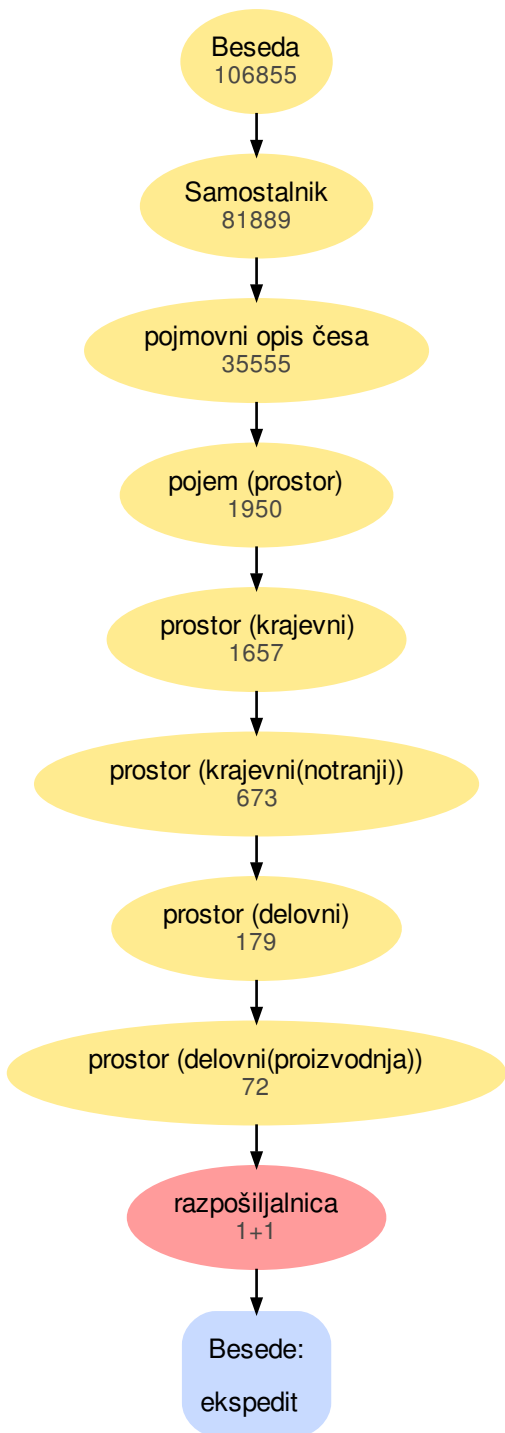 Beseda
106855
Samostalnik
81889
pojmovni opis česa
35555
pojem (prostor)
1950
prostor (krajevni)
1657
prostor (krajevni(notranji))
673
prostor (delovni)
179
prostor (delovni(proizvodnja))
72
razpošiljalnica
1+1
Besede:
ekspedit